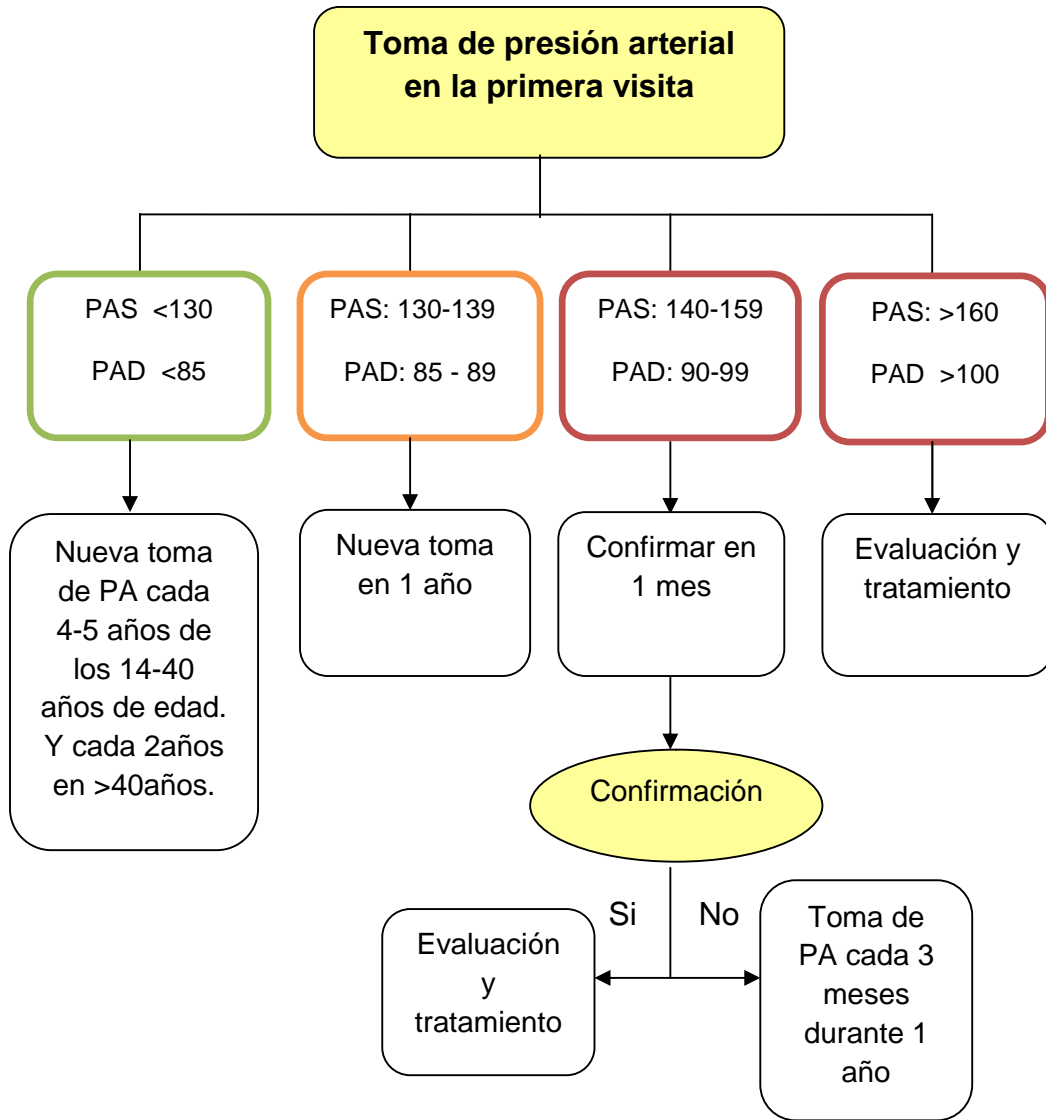 Toma de presión arterial
en la primera visita
PAS <130
PAD <85
PAS: 130-139
PAD: 85 - 89
PAS: 140-159
PAD: 90-99
PAS: >160
PAD >100
Nueva toma
de PA cada
4-5 años de
los 14-40
años de edad.
Y cada 2años
en >40años.
Nueva toma
en 1 año
Confirmar en
1 mes
Evaluación y
tratamiento
Confirmación
Si
No
Evaluación
y
tratamiento
Toma de
PA cada 3
meses
durante 1
año